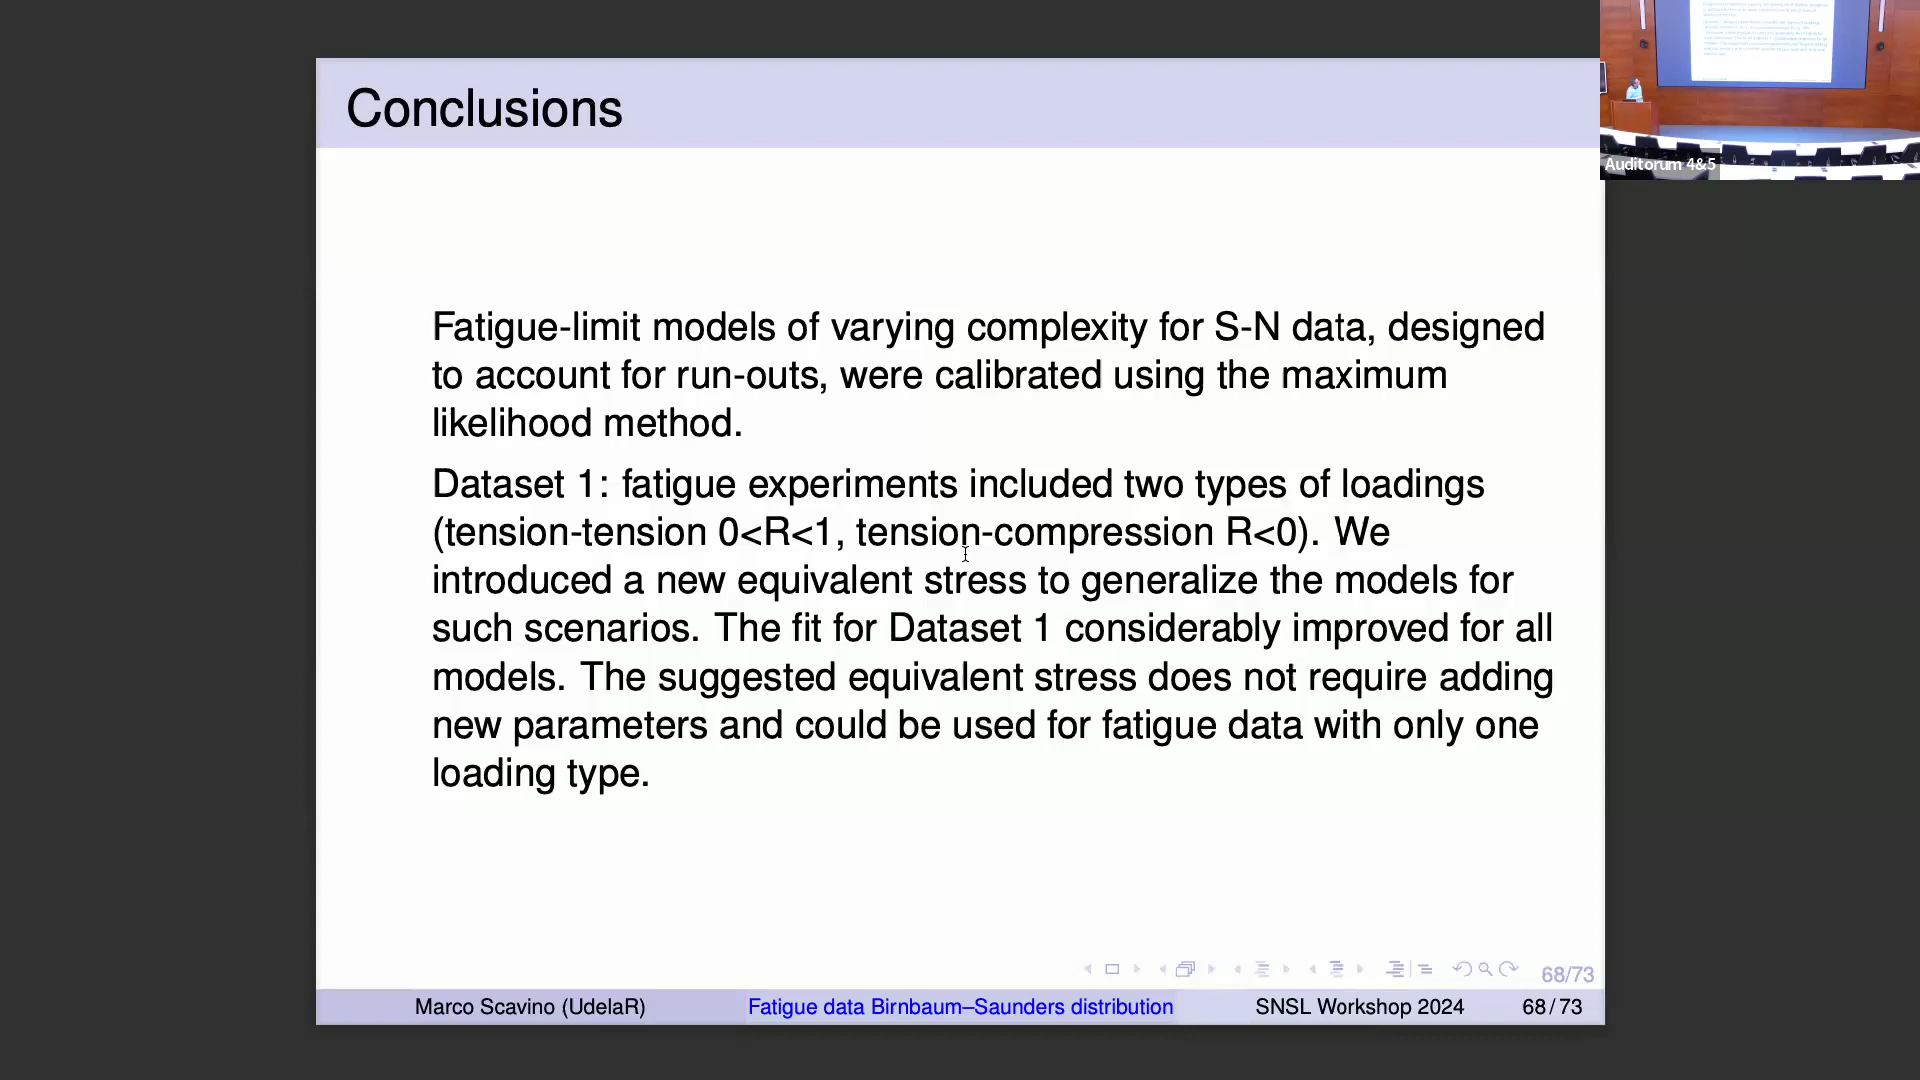 Conclusions
Auditorum 4&5
Fatigue-limit models of varying complexity for S-N data, designed
to account for run-outs, were calibrated using the maximum
likelihood method.
Dataset 1: fatigue experiments included two types of loadings
(tension-tension 0<R<1, tension-compression R<0). We
introduced a new equivalent stress to generalize the models for
such scenarios. The fit for Dataset 1 considerably improved for all
models. The suggested equivalent stress does not require adding
new parameters and could be used for fatigue data with only one
loading type.
68/73
Marco Scavino (UdelaR) Fatigue data Birnbaum–Saunders distribution SNSL Workshop 2024 68 / 73